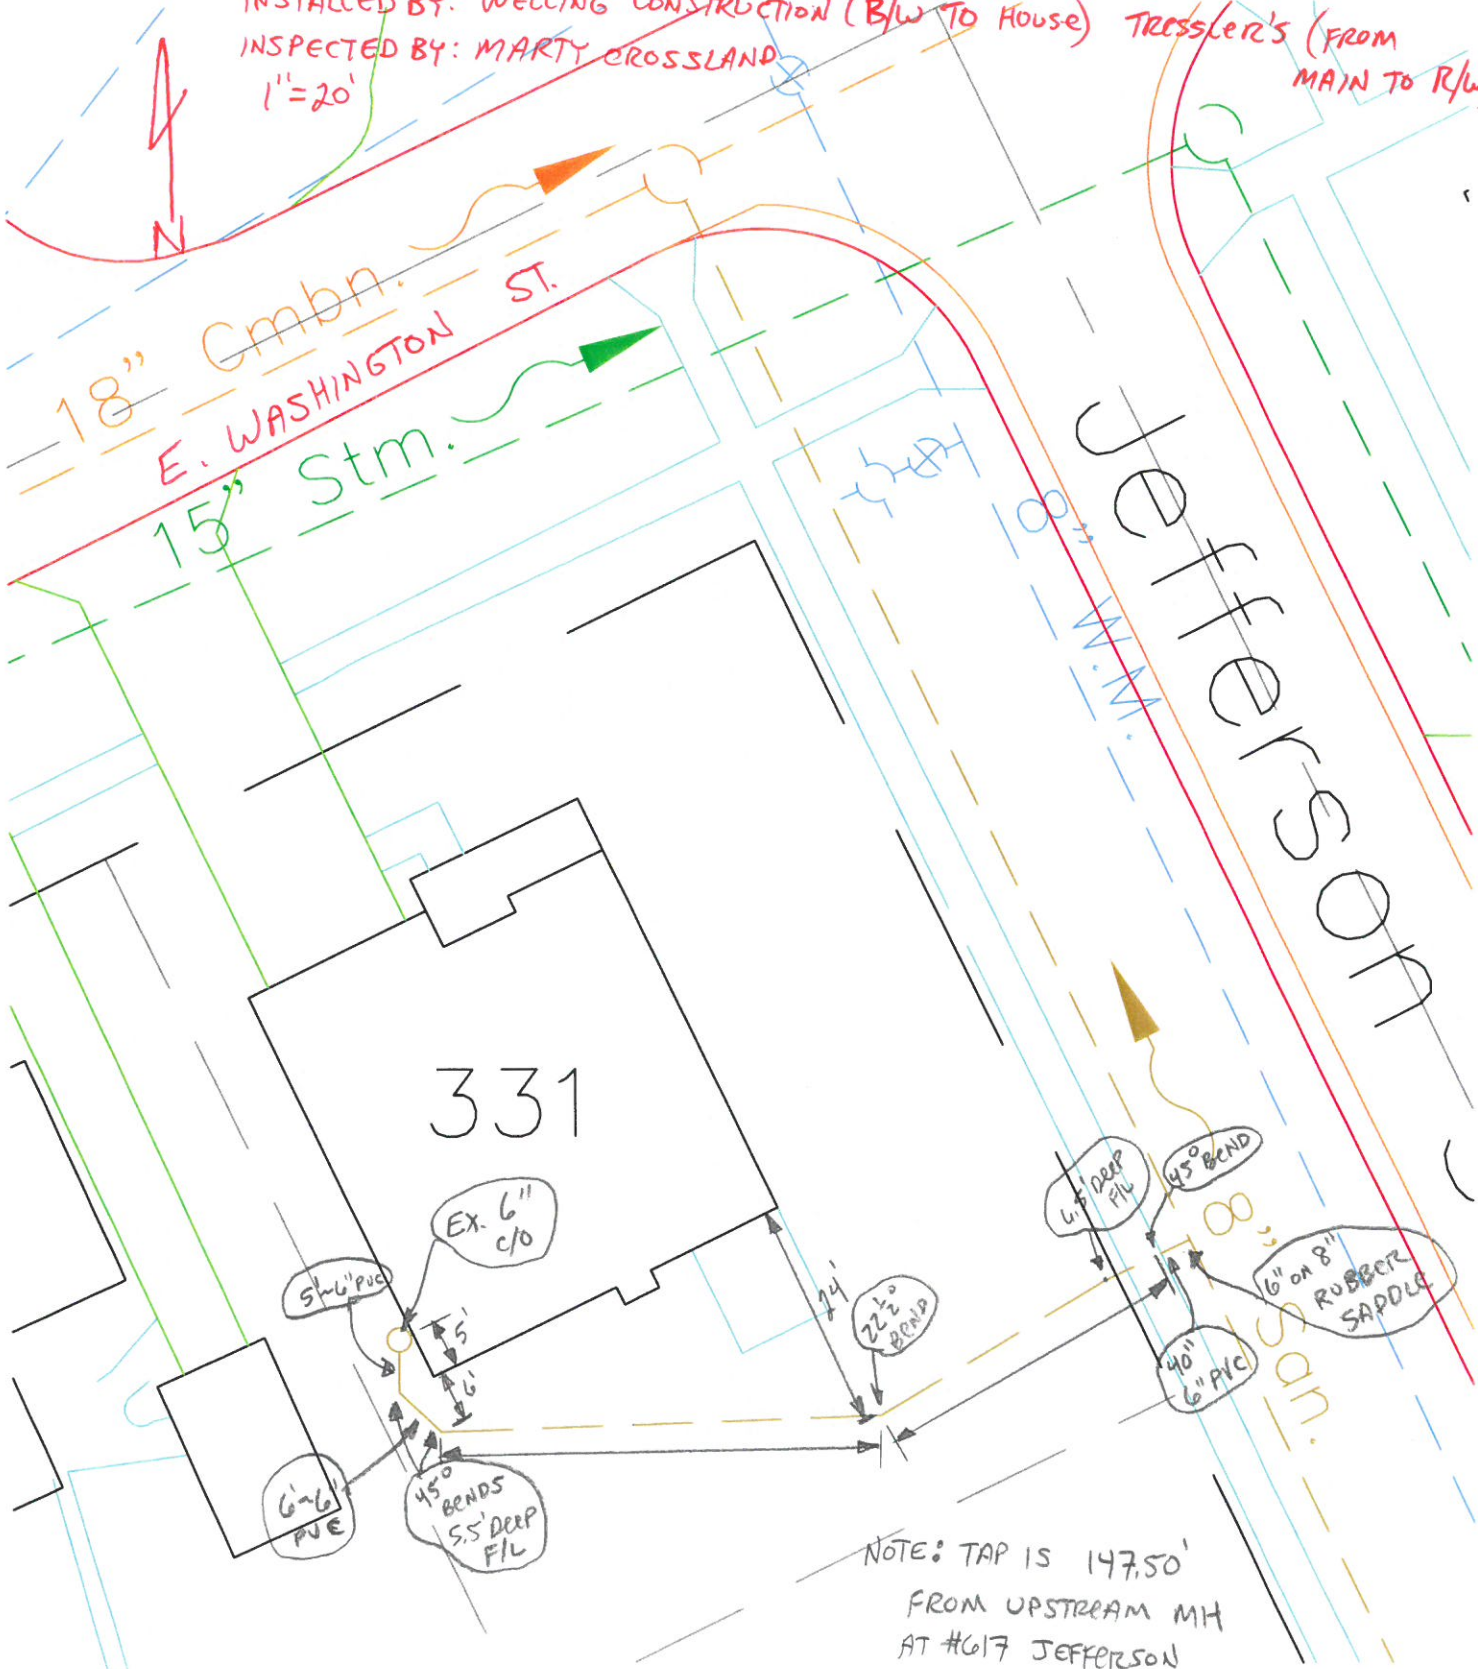 INSTALLED BY: WELLING CONSTRUCTION (B/W TO HOUSE) TRESSLER'S (FROM
MAIN TO R/W
INSPECTED BY: MARTY CROSSLAND
1"=20'
N
18" Cmbn.
E. WASHINGTON ST.
15" Stm.
8" W.M.
Jefferson
331
EX. 6"
C/O
5'~6" PVC
5'
6'
24'
22½°
BEND
6.5' DEEP
F/L
45° BEND
8" San.
6" ON 8"
RUBBER
SADDLE
40"
6" PVC
6'~6"
PVC
45°
BENDS
5.5' DEEP
F/L
NOTE: TAP IS 147.50'
FROM UPSTREAM MH
AT #617 JEFFERSON